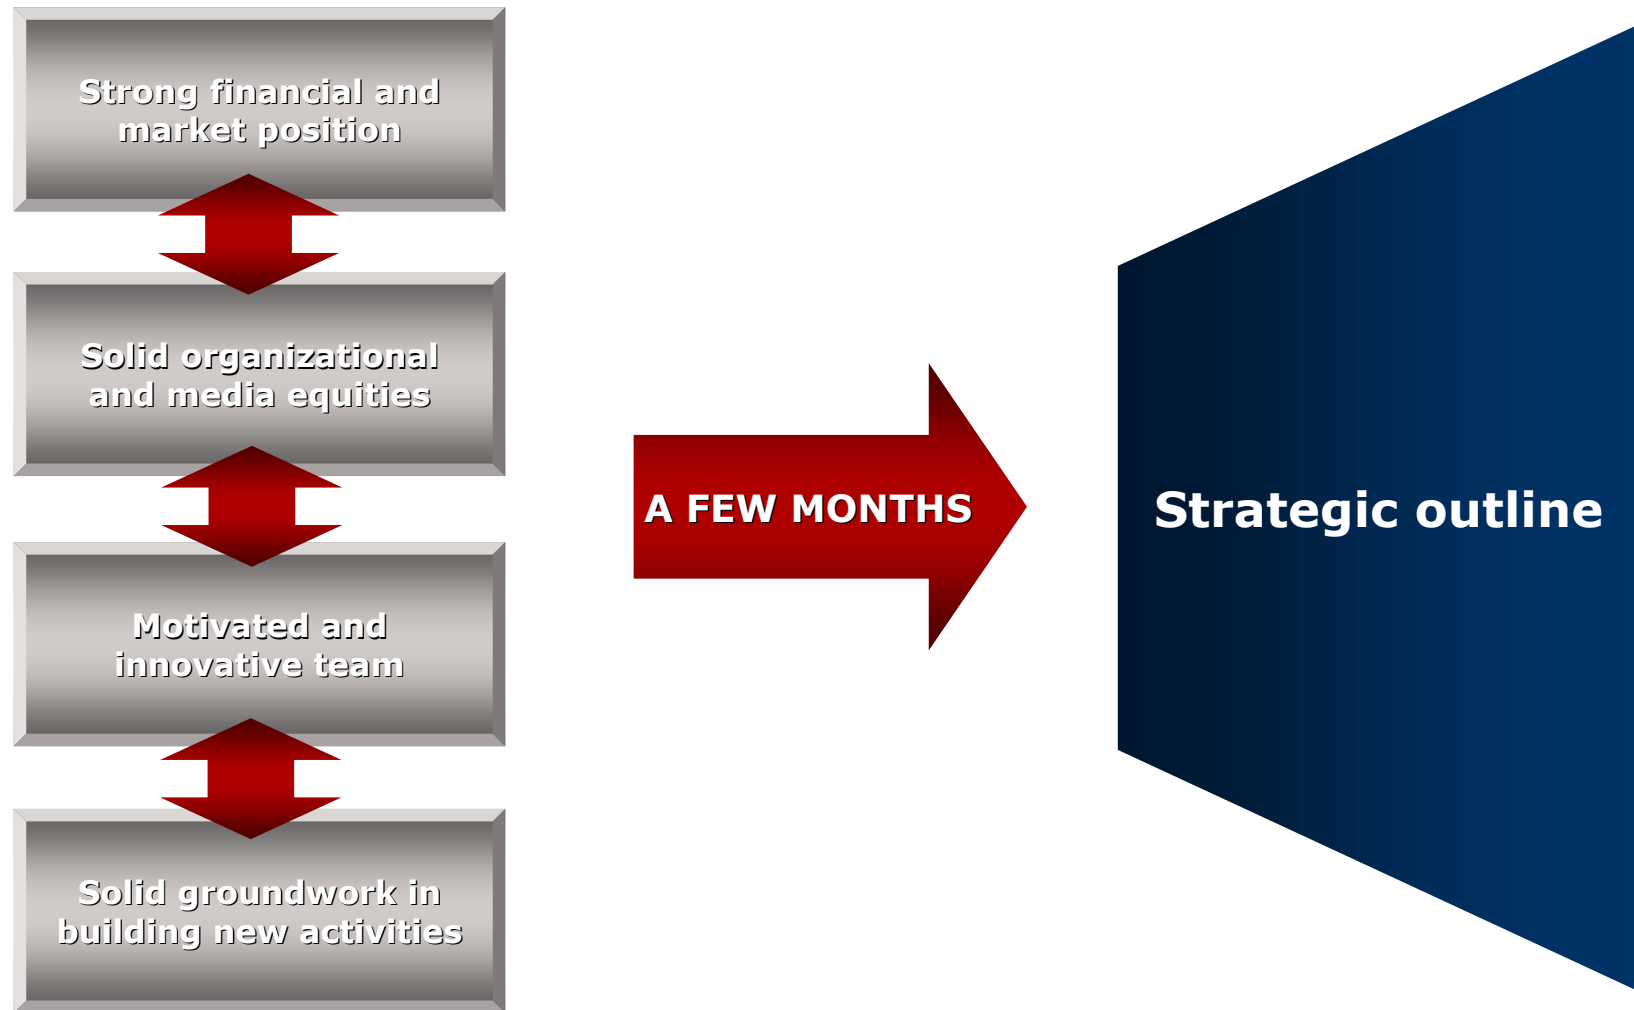 Strong financial and
market position
Solid organizational
and media equities
Motivated and
innovative team
Solid groundwork in
building new activities
A FEW MONTHS
Strategic outline